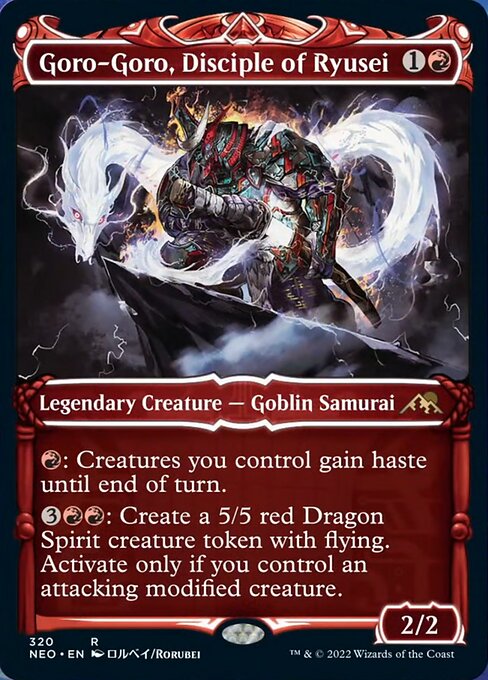 Goro-Goro, Disciple of Ryusei 1
Legendary Creature — Goblin Samurai
: Creatures you control gain haste
until end of turn.
3: Create a 5/5 red Dragon
Spirit creature token with flying.
Activate only if you control an
attacking modified creature.
320 R
NEO • EN ロルベイ/Rorubei
2/2
™ & © 2022 Wizards of the Coast